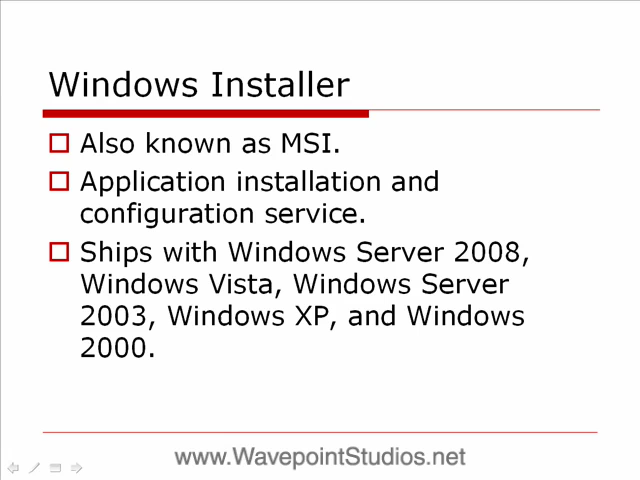 Windows Installer
Also known as MSI.
Application installation and
configuration service.
Ships with Windows Server 2008,
Windows Vista, Windows Server
2003, Windows XP, and Windows
2000.
www.WavepointStudios.net